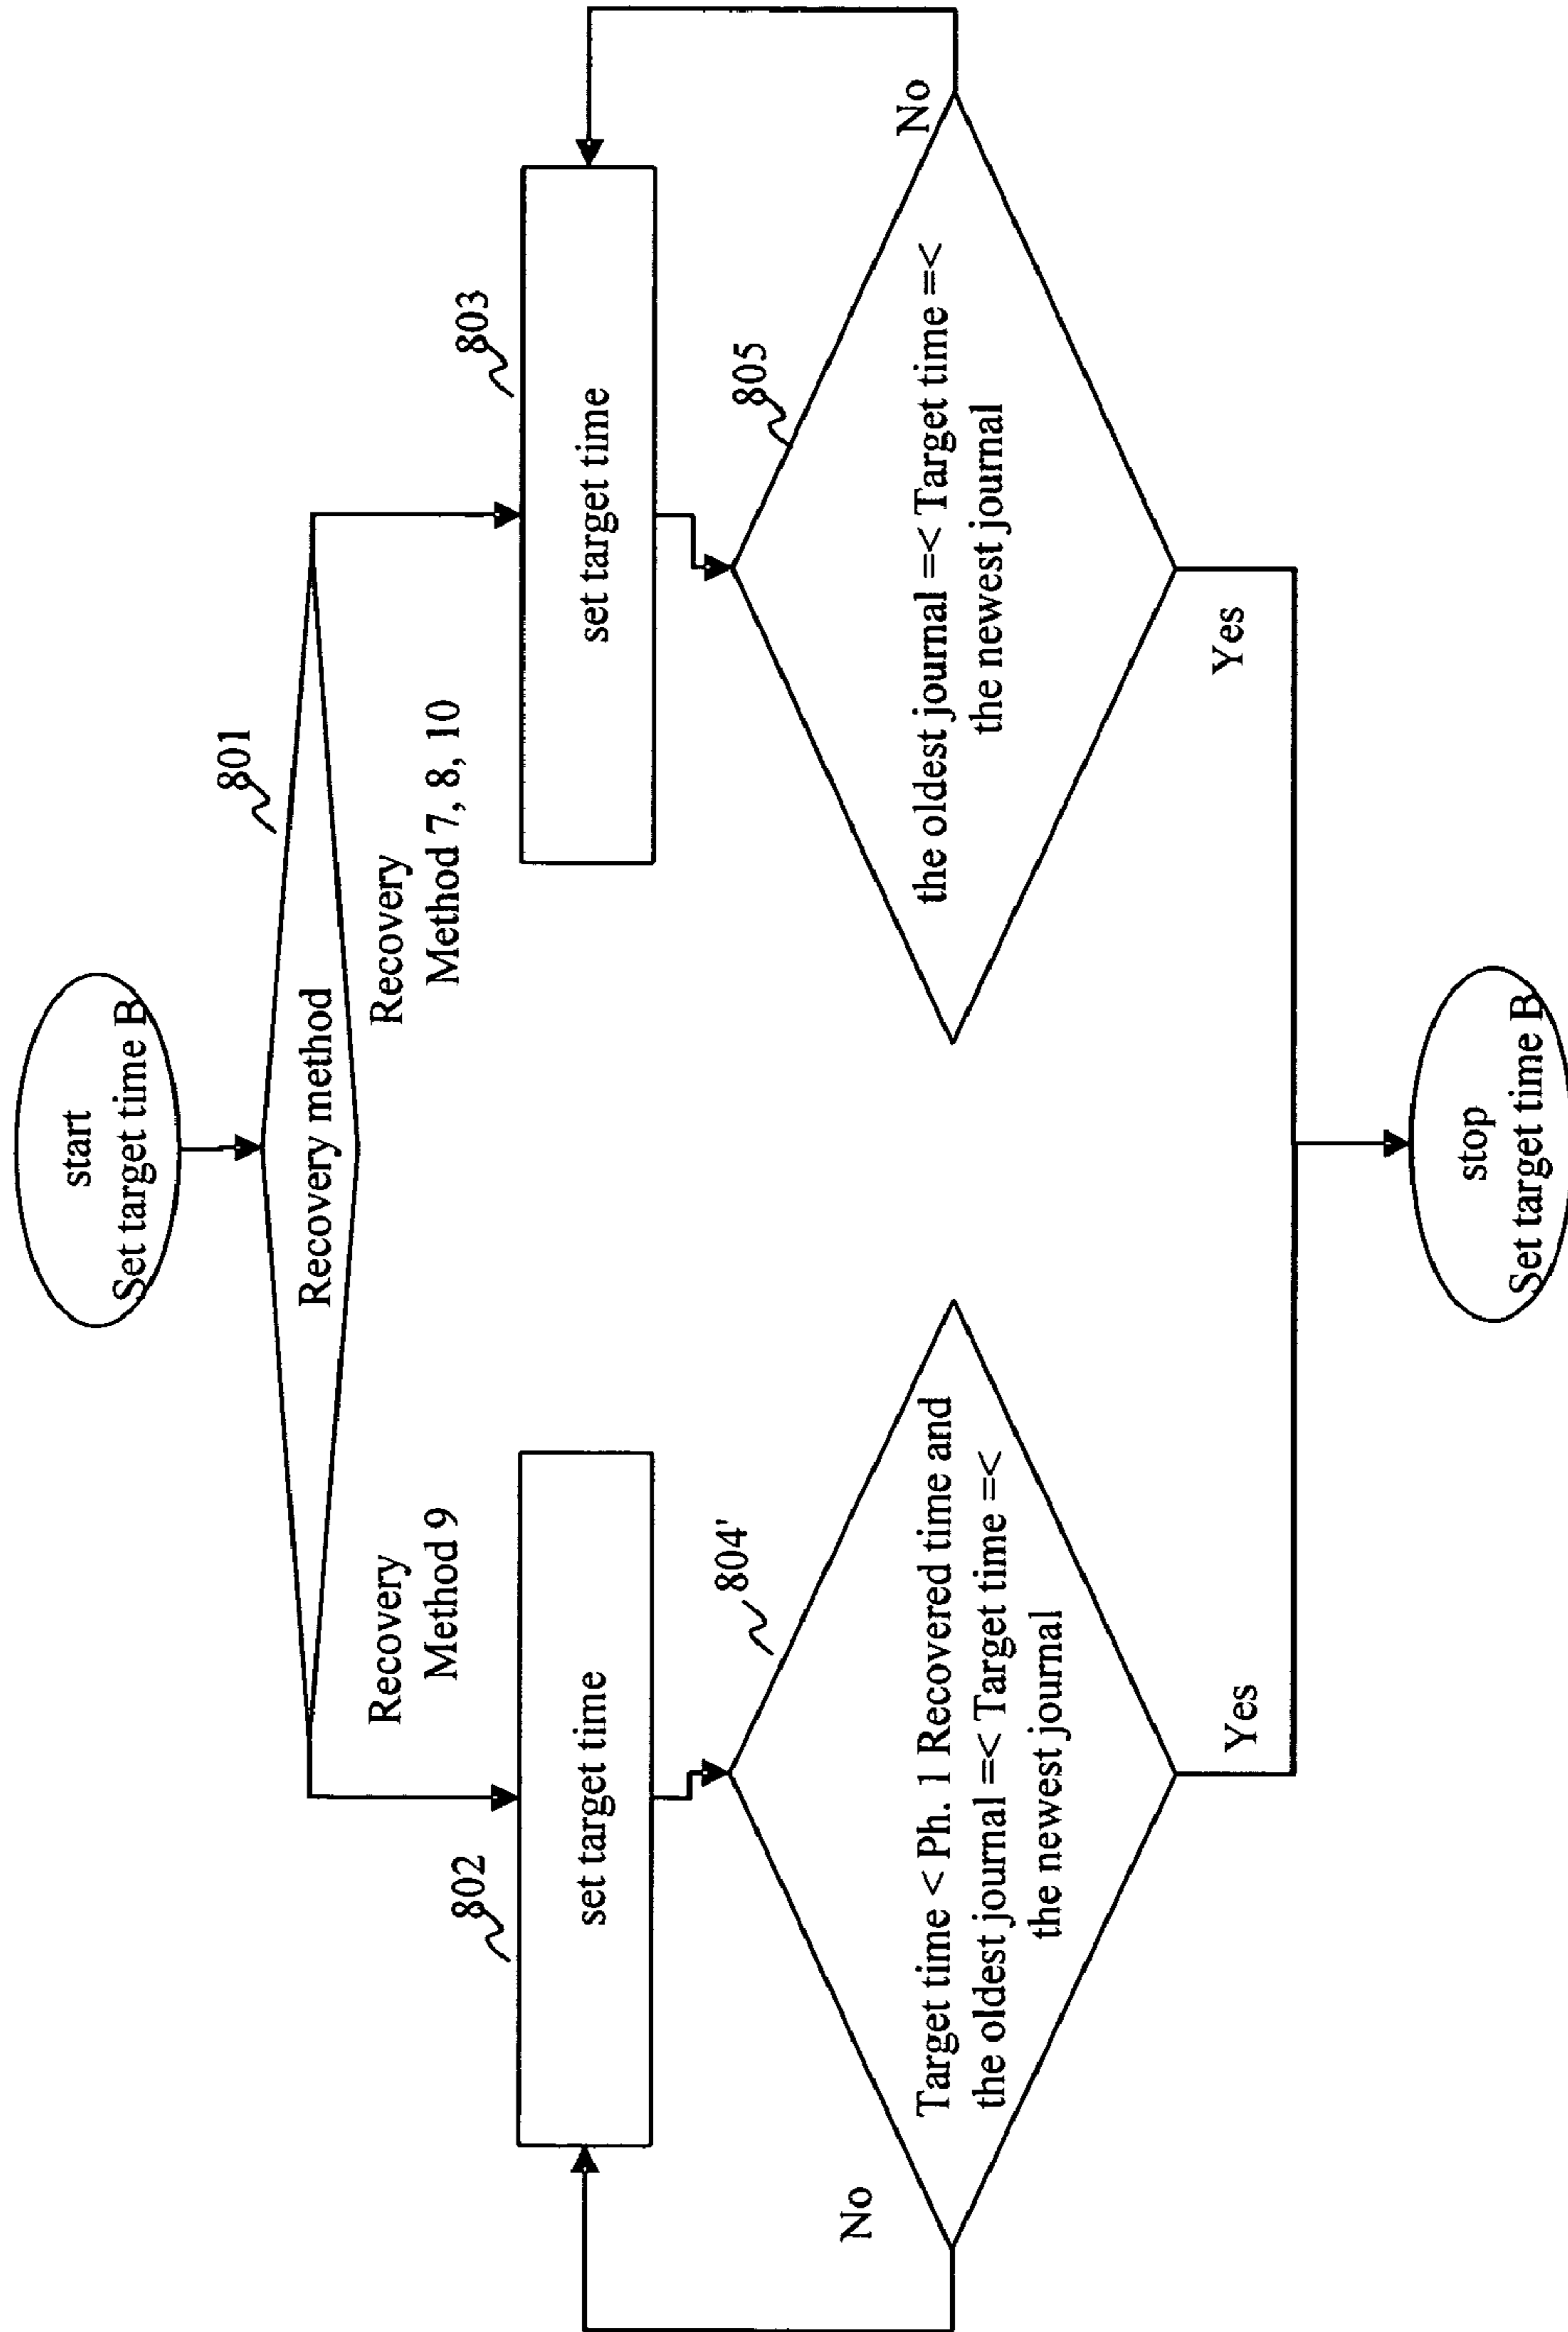 start
Set target time B
801
Recovery method
Recovery
Method 9
Recovery
Method 7, 8, 10
802
set target time
803
set target time
804'
Target time < Ph. 1 Recovered time and
the oldest journal =< Target time =<
the newest journal
No
Yes
805
the oldest journal =< Target time =<
the newest journal
No
Yes
stop
Set target time B